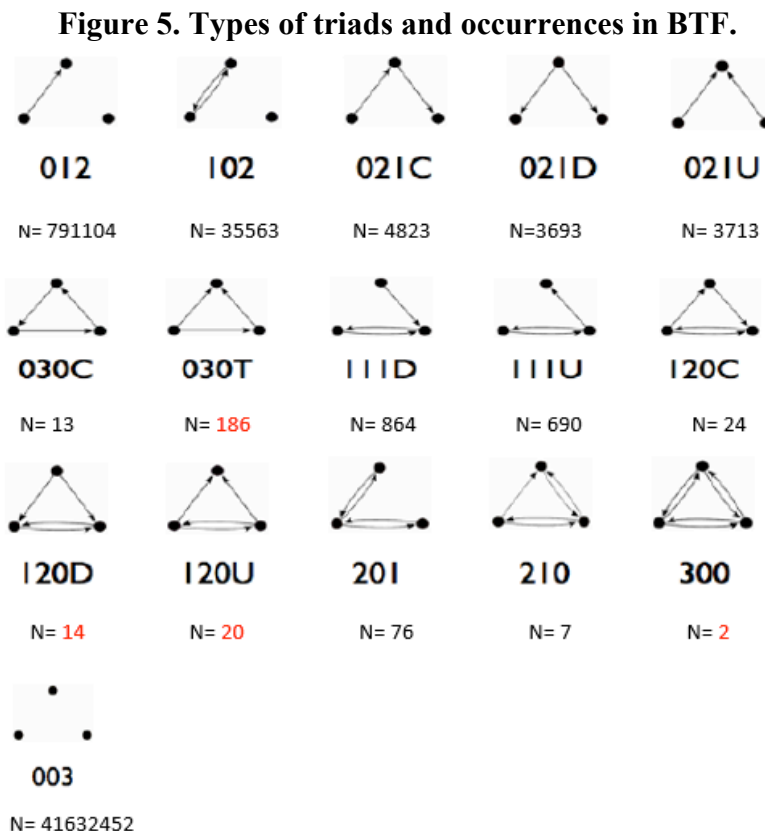 Figure 5. Types of triads and occurrences in BTF.
012 102 021C 021D 021U
N= 791104 N= 35563 N= 4823 N=3693 N= 3713
030C 030T 111D 111U 120C
N= 13 N= 186 N= 864 N= 690 N= 24
120D 120U 201 210 300
N= 14 N= 20 N= 76 N= 7 N= 2
003
N= 41632452